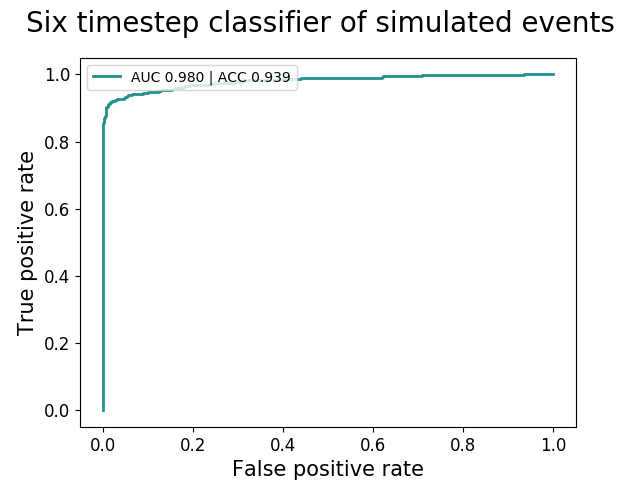 Six timestep classifier of simulated events
AUC 0.980 | ACC 0.939
1.0
0.8
0.6
0.4
0.2
0.0
True positive rate
0.0 0.2 0.4 0.6 0.8 1.0
False positive rate